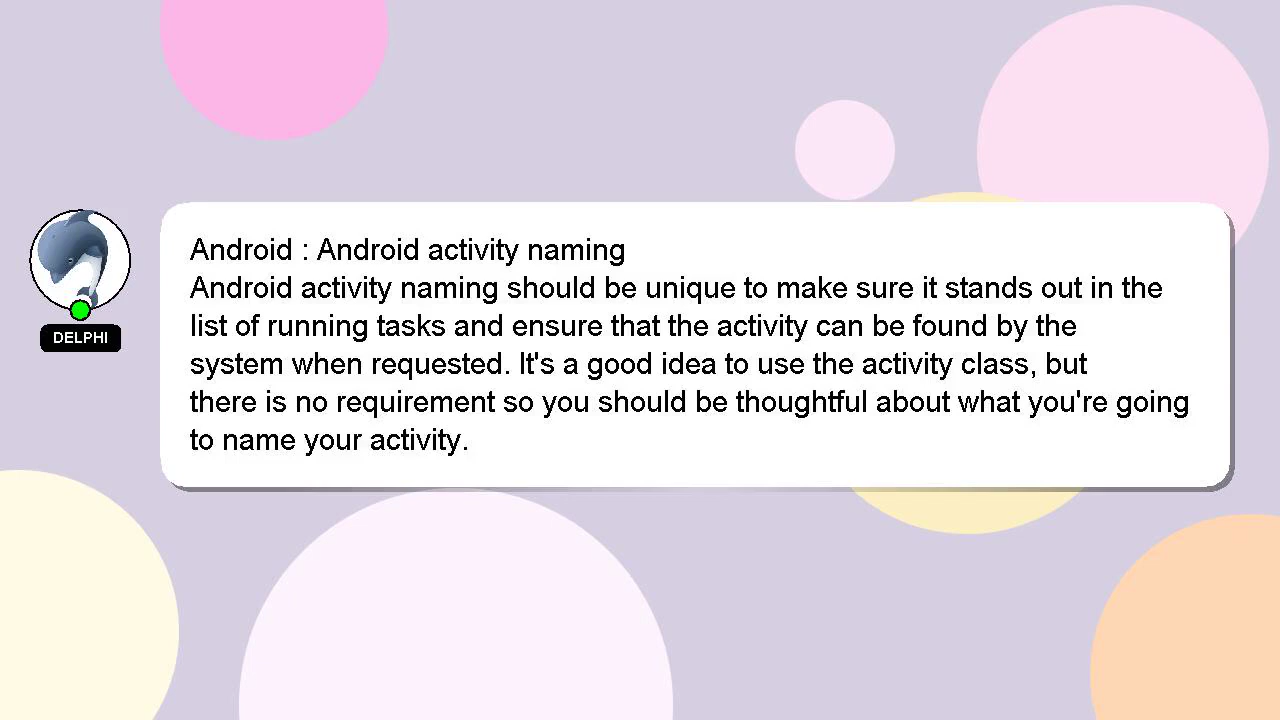 Android : Android activity naming
Android activity naming should be unique to make sure it stands out in the
list of running tasks and ensure that the activity can be found by the
system when requested. It's a good idea to use the activity class, but
there is no requirement so you should be thoughtful about what you're going
to name your activity.
DELPHI